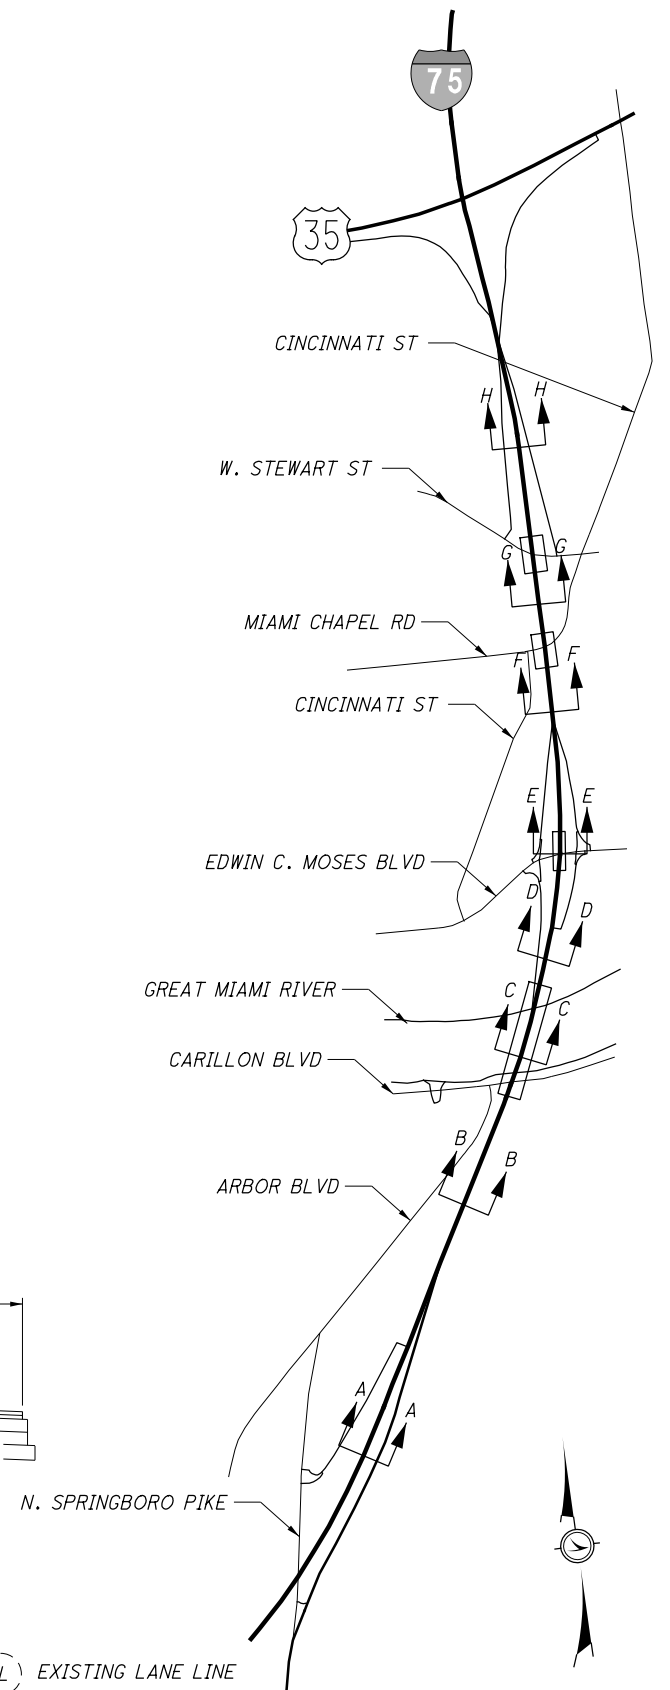 75
35
CINCINNATI ST
H H
W. STEWART ST
G G
MIAMI CHAPEL RD
F F
CINCINNATI ST
E E
EDWIN C. MOSES BLVD
D D
GREAT MIAMI RIVER
C C
CARILLON BLVD
B B
ARBOR BLVD
A A
N. SPRINGBORO PIKE
L EXISTING LANE LINE